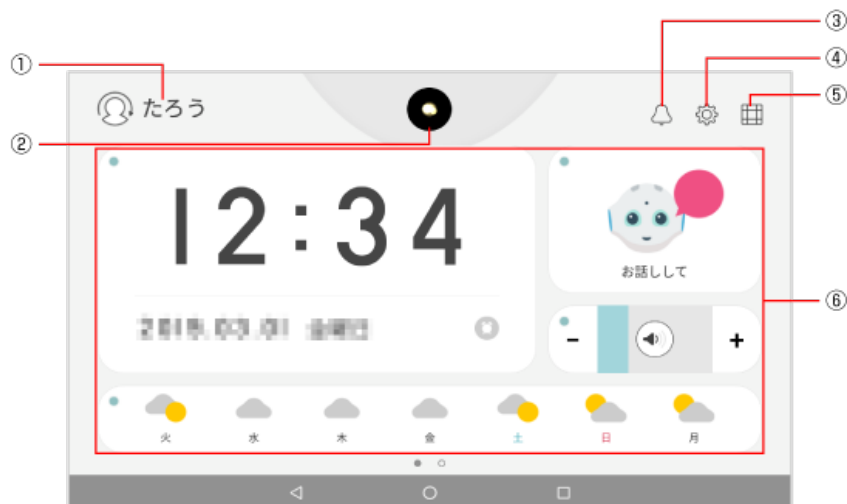 ①
たろう
②
③
④
⑤
12:34
お話しして
- +
⑥
火 水 木 金 土 日 月